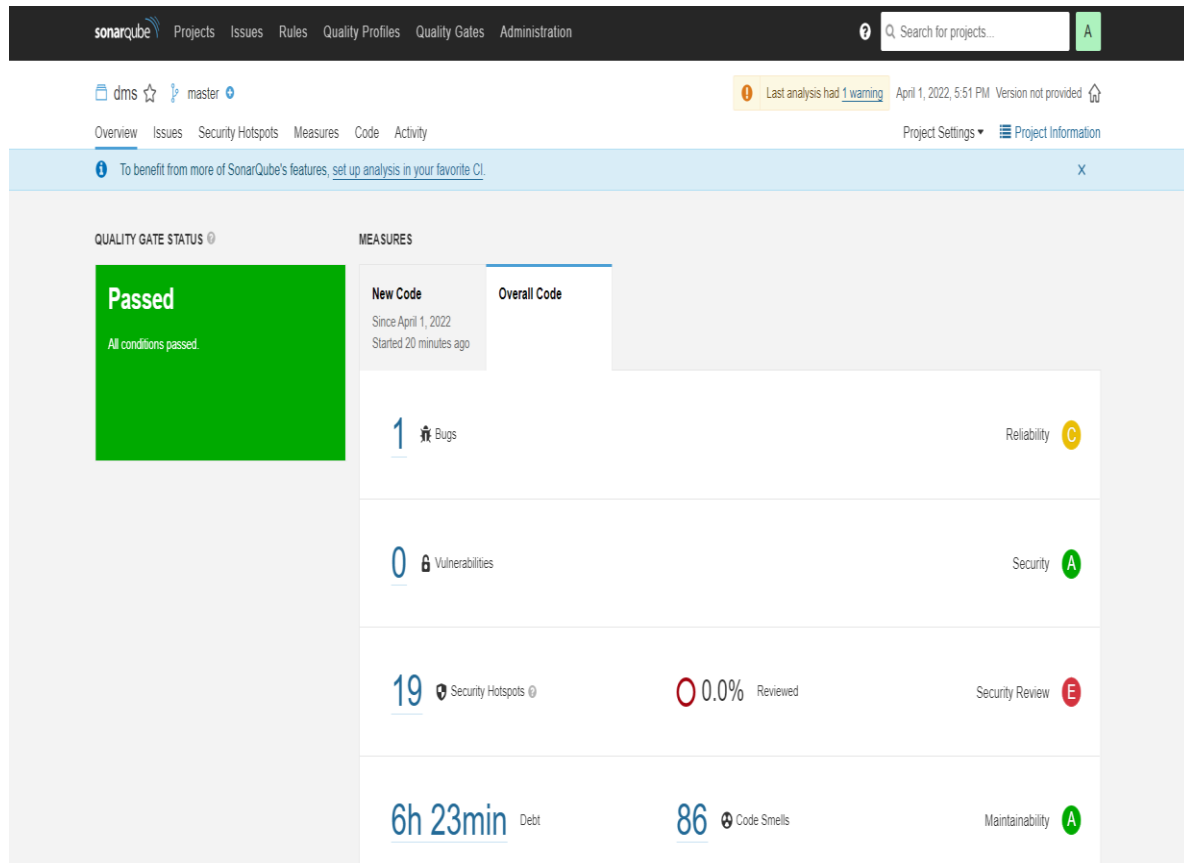 sonarqube Projects Issues Rules Quality Profiles Quality Gates Administration ? Search for projects... A
dms master Last analysis had 1 warning April 1, 2022, 5:51 PM Version not provided
Overview Issues Security Hotspots Measures Code Activity Project Settings Project Information
To benefit from more of SonarQube's features, set up analysis in your favorite CI. X
QUALITY GATE STATUS ? MEASURES
Passed
All conditions passed.
New Code
Since April 1, 2022
Started 20 minutes ago
Overall Code
1 Bugs Reliability C
0 Vulnerabilities Security A
19 Security Hotspots ? 0.0% Reviewed Security Review E
6h 23min Debt 86 Code Smells Maintainability A